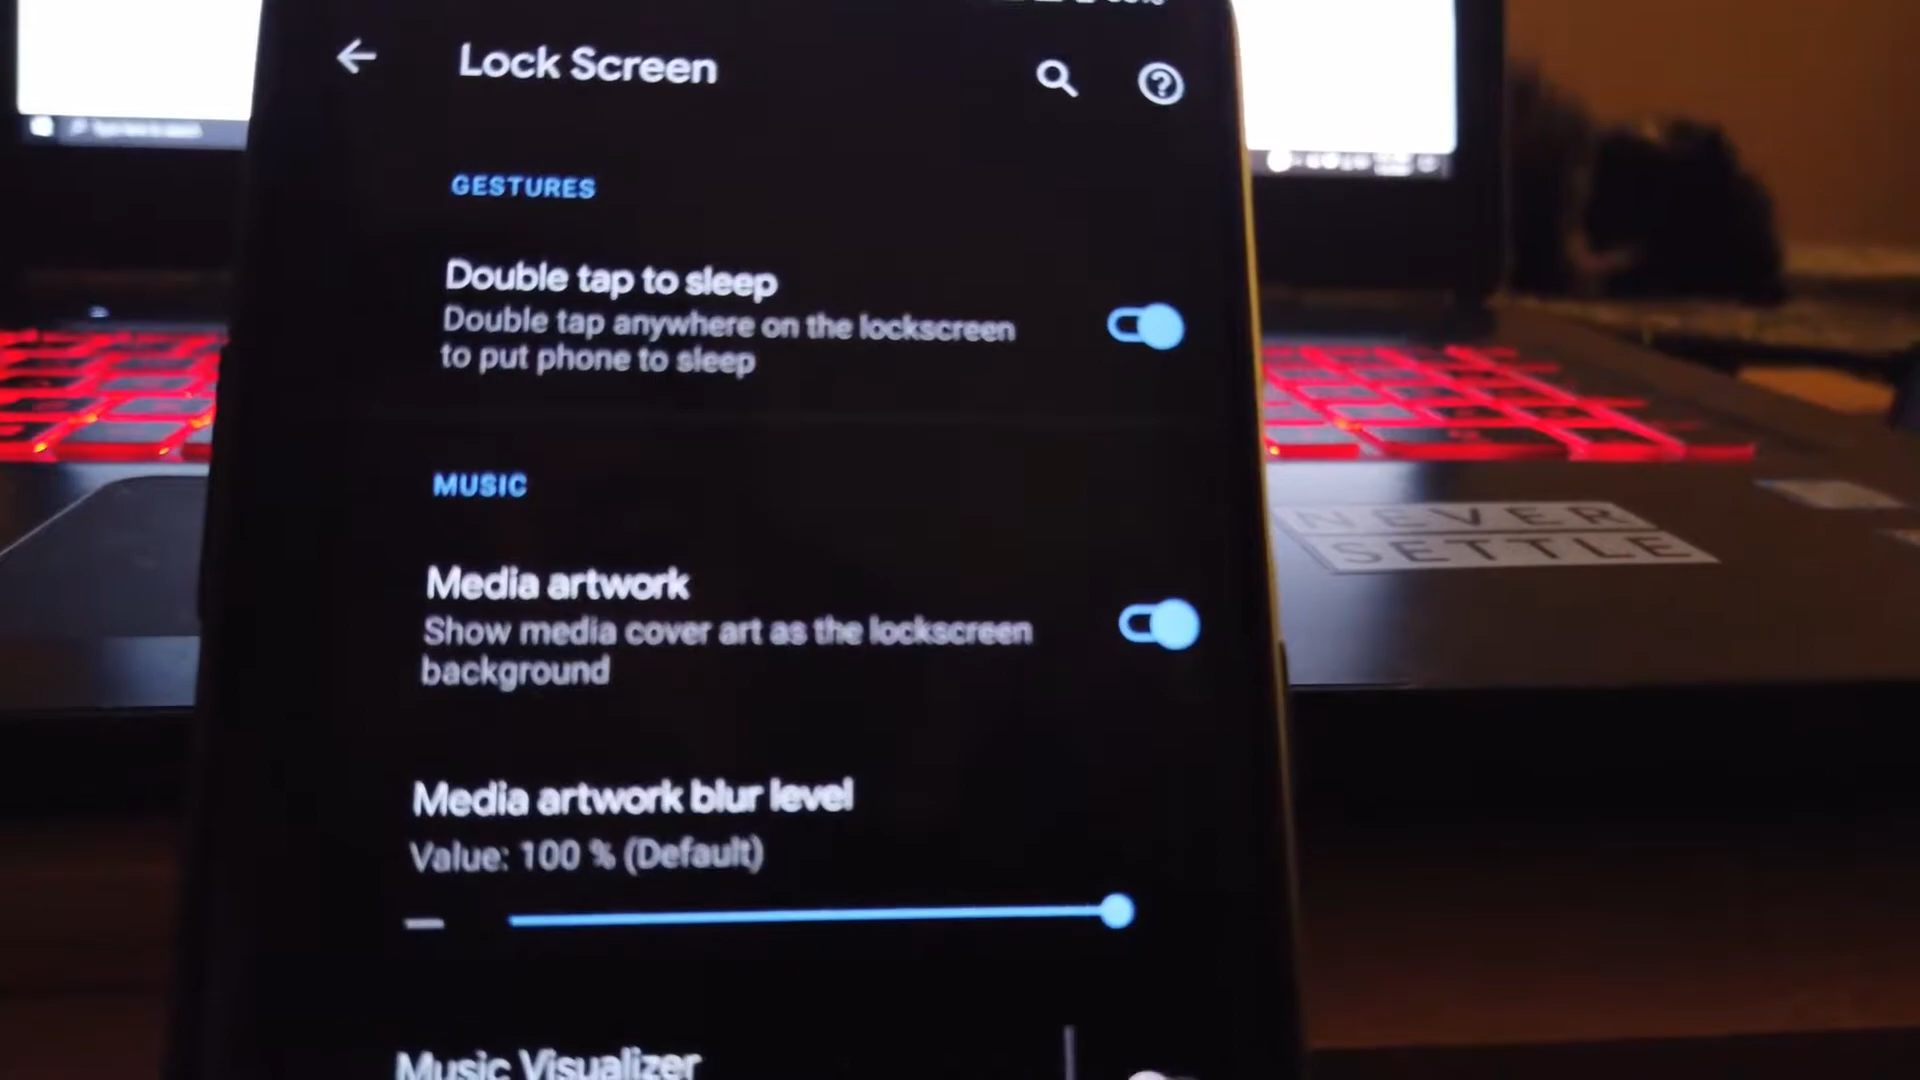 Lock Screen
GESTURES
Double tap to sleep
Double tap anywhere on the lockscreen
to put phone to sleep
MUSIC
Media artwork
Show media cover art as the lockscreen
background
Media artwork blur level
Value: 100 % (Default)
Music Visualizer
NEVER
SETTLE